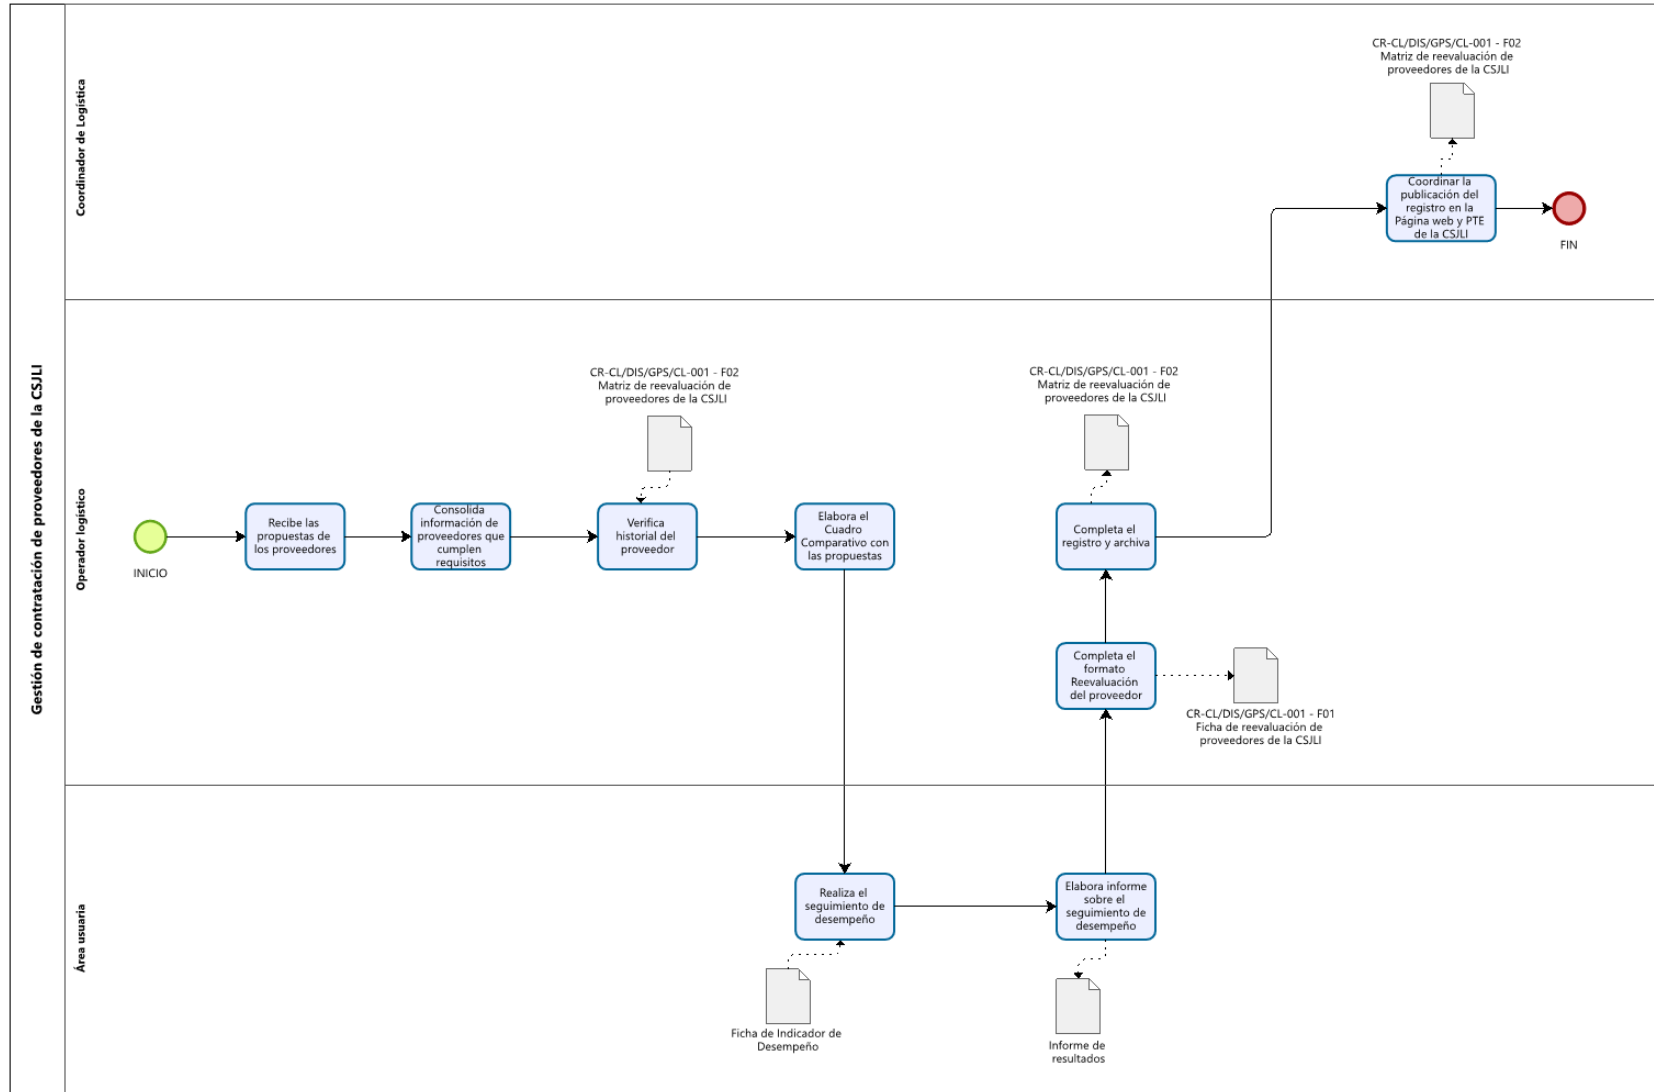 Gestión de contratación de proveedores de la CSJLI
Coordinador de Logística
CR-CL/DIS/GPS/CL-001 - F02
Matriz de reevaluación de
proveedores de la CSJLI
Coordinar la
publicación del
registro en la
Página web y PTE
de la CSJLI
FIN
Operador logístico
INICIO
Recibe las
propuestas de
los proveedores
Consolida
información de
proveedores que
cumplen
requisitos
CR-CL/DIS/GPS/CL-001 - F02
Matriz de reevaluación de
proveedores de la CSJLI
Verifica
historial del
proveedor
Elabora el
Cuadro
Comparativo con
las propuestas
CR-CL/DIS/GPS/CL-001 - F02
Matriz de reevaluación de
proveedores de la CSJLI
Completa el
registro y archiva
Completa el
formato
Reevaluación
del proveedor
CR-CL/DIS/GPS/CL-001 - F01
Ficha de reevaluación de
proveedores de la CSJLI
Área usuaria
Realiza el
seguimiento de
desempeño
Ficha de Indicador de
Desempeño
Elabora informe
sobre el
seguimiento de
desempeño
Informe de
resultados